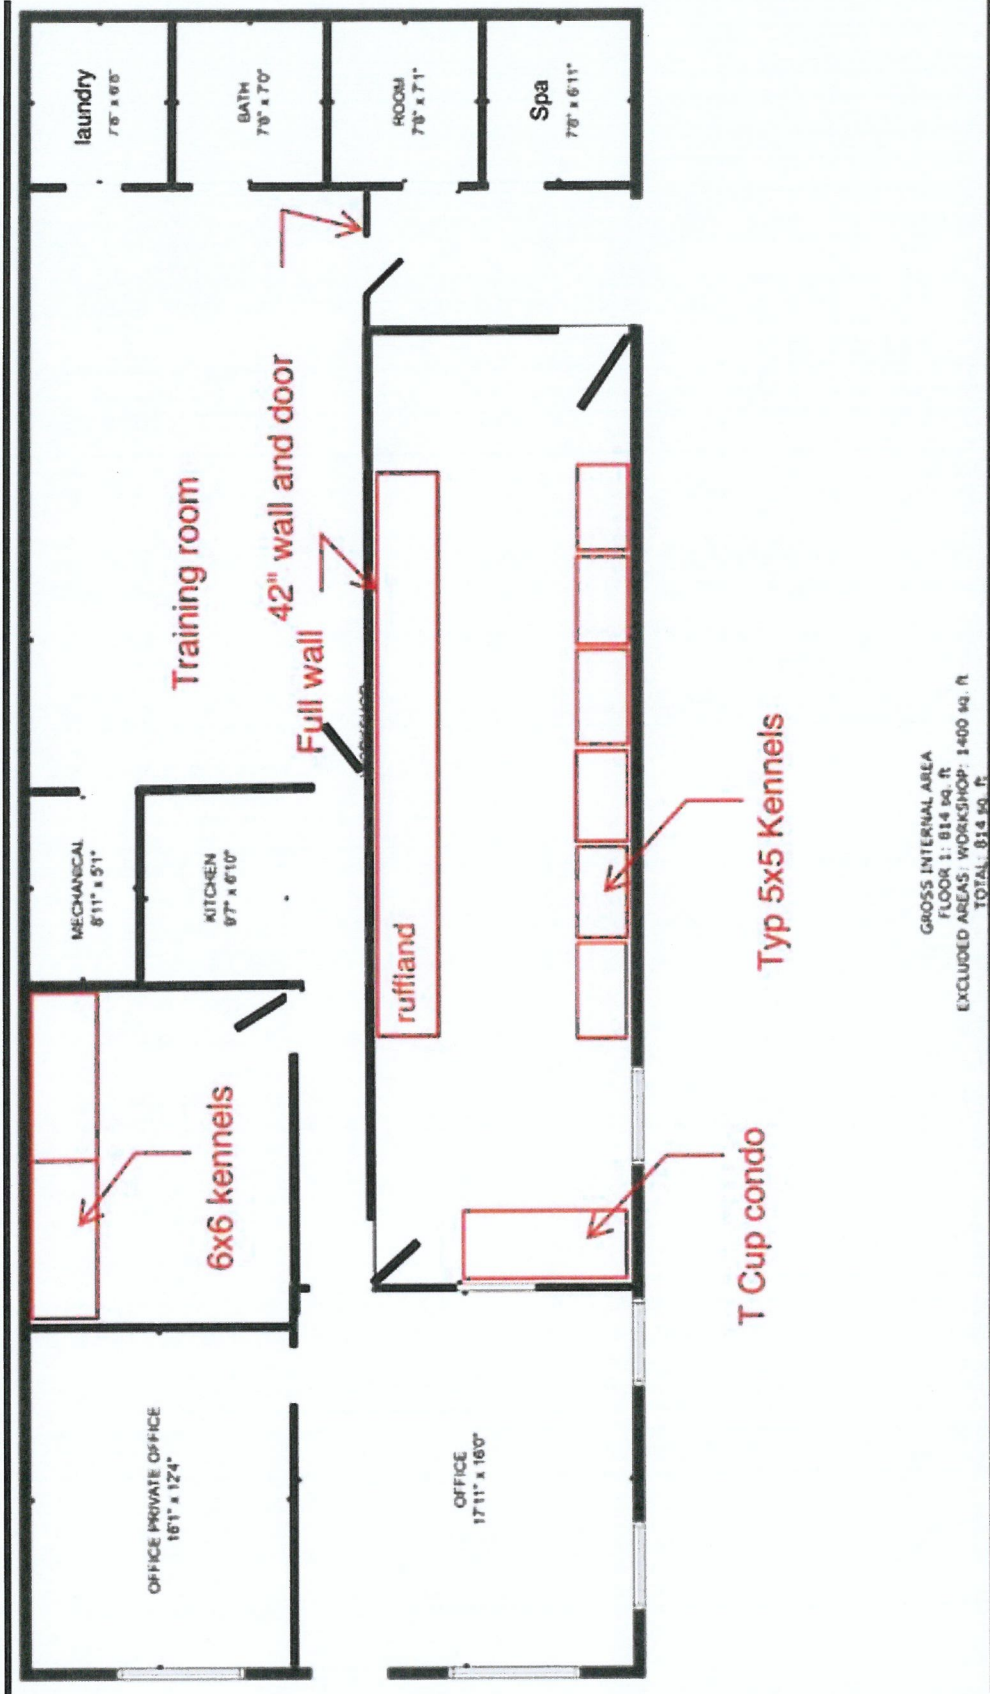 laundry
7'8" x 6'8"
BATH
7'8" x 7'0"
ROOM
7'8" x 7'1"
Spa
7'8" x 6'11"
Training room
42" wall and door
Full wall
MECHANICAL
8'11" x 5'1"
KITCHEN
9'7" x 6'10"
ruffland
6x6 kennels
Typ 5x5 Kennels
T Cup condo
OFFICE PRIVATE OFFICE
16'1" x 12'4"
OFFICE
17'11" x 16'0"
GROSS INTERNAL AREA
FLOOR 1: 814 sq. ft
EXCLUDED AREAS: WORKSHOP: 1400 sq. ft
TOTAL: 814 sq. ft